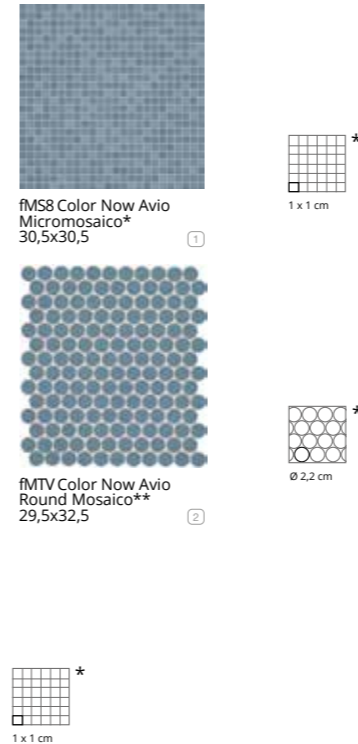 *
1 x 1 cm
fMS8 Color Now Avio
Micromosaico*
30,5x30,5
1
*
Ø 2,2 cm
fMTV Color Now Avio
Round Mosaico**
29,5x32,5
2
*
1 x 1 cm